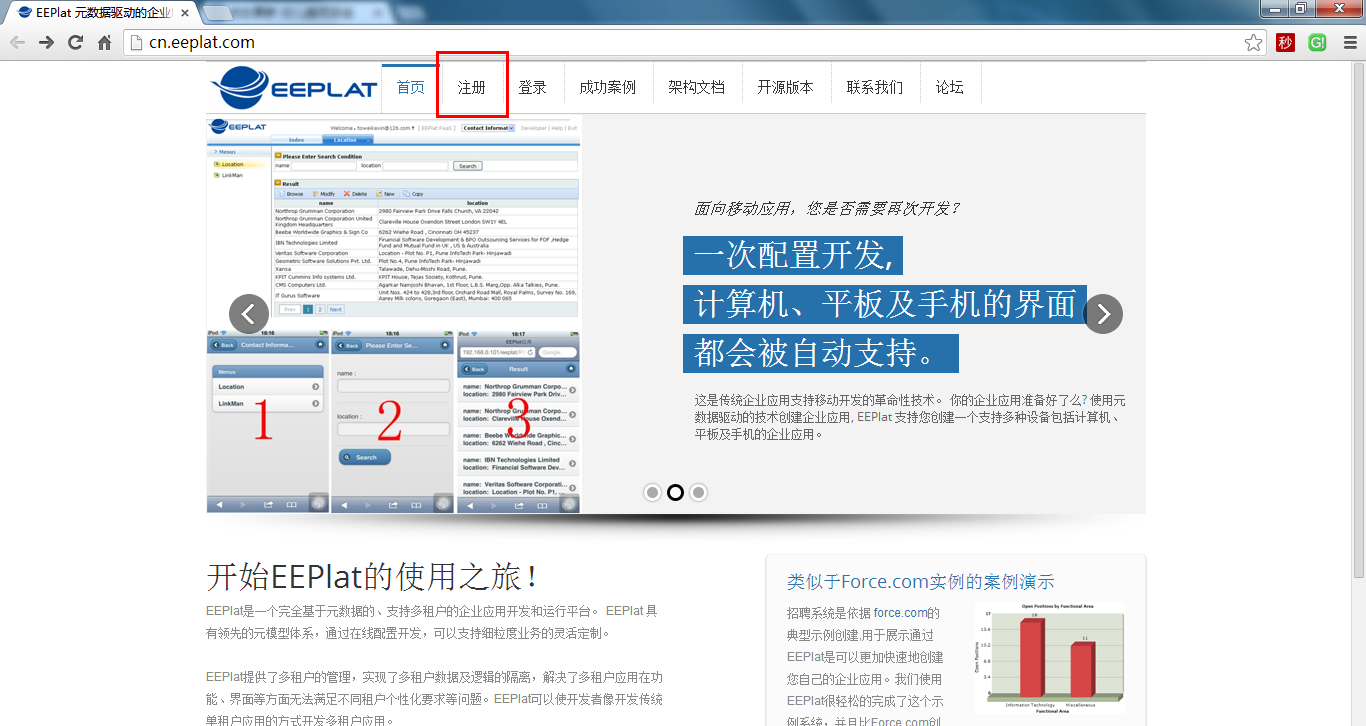 EEPlat 元数据驱动的企业
cn.eeplat.com
秒
G!
EEPLAT
首页
注册
登录
成功案例
架构文档
开源版本
联系我们
论坛
EEPLAT
Welcome, toweikevin@126.com ! [ EEPlat PaaS ] Contact Informat Developer | Help | Exit
Index Location
Menus
Location
LinkMan
Please Enter Search Condition
name location Search
Result
Browse Modify Delete New Copy
name location
Northrop Grumman Corporation 2980 Fairview Park Drive Falls Church, VA 22042
Northrop Grumman Corporation United Kingdom Headquarters Clareville House Oxendon Street London SW1Y 4EL
Beebe Worldwide Graphics & Sign Co 6262 Wiehe Road , Cincinnati OH 45237
IBN Technologies Limited Financial Software Development & BPO Outsourcing Services for FOF ,Hedge Fund and Mutual Fund in UK , US & Australia
Veritas Software Corporation Location - Plot No. P1, Pune InfoTech Park- Hinjawadi
Geometric Software Solutions Pvt. Ltd. Plot No.4, Pune InfoTech Park- Hinjawadi
Xansa Talawade, Dehu-Moshi Road, Pune.
KPIT Cummins Info systems Ltd. KPIT House, Tejas Society, Kothrud, Pune.
CMS Computers Ltd. Agarkar Namjoshi Bhavan, 1st Floor, L.B.S. Marg,Opp. Alka Talkies, Pune.
IT Gurus Software Unit Nos. 424 to 428,3rd floor, Orchard Road Mall, Royal Palms, Survey No. 169, Aarey Milk colony, Goregaon (East), Mumbai: 400 065
Prev 1 2 Next
iPod 18:16
Back Contact Informa...
Menus
Location
LinkMan
1
iPod 18:16
Back Please Enter Se...
name :
location :
Search
2
iPod 18:17
EEPlat应用
192.168.0.101/eeplat/ Google
Back Result
name: Northrop Grumman Corpo...
location: 2980 Fairview Park Driv...
name: Northrop Grumman Corpo...
location: Clareville House Oxend...
name: Beebe Worldwide Graphic...
location: 6262 Wiehe Road , Cinc...
name: IBN Technologies Limited
location: Financial Software Dev...
name: Veritas Software Corporati...
location: Location - Plot No. P1, ...
3
面向移动应用，您是否需要再次开发？
一次配置开发,
计算机、平板及手机的界面
都会被自动支持。
这是传统企业应用支持移动开发的革命性技术。 你的企业应用准备好了么? 使用元
数据驱动的技术创建企业应用, EEPlat 支持您创建一个支持多种设备包括计算机、
平板及手机的企业应用。
开始EEPlat的使用之旅！
EEPlat是一个完全基于元数据的、支持多租户的企业应用开发和运行平台。 EEPlat 具
有领先的元模型体系，通过在线配置开发，可以支持细粒度业务的灵活定制。
EEPlat提供了多租户的管理，实现了多租户数据及逻辑的隔离，解决了多租户应用在功
能、界面等方面无法满足不同租户个性化要求等问题。EEPlat可以使开发者像开发传统
单租户应用的方式开发多租户应用。
类似于Force.com实例的案例演示
招聘系统是依据 force.com的
典型示例创建,用于展示通过
EEPlat是可以更加快速地创建
您自己的企业应用。我们使用
EEPlat很轻松的完成了这个示
例系统，并且比Force.com创
Open Positions by Functional Area
Open Positions
17
13.6
10.2
6.8
3.4
0
16
11
Information Technology Miscellaneous
Functional Area